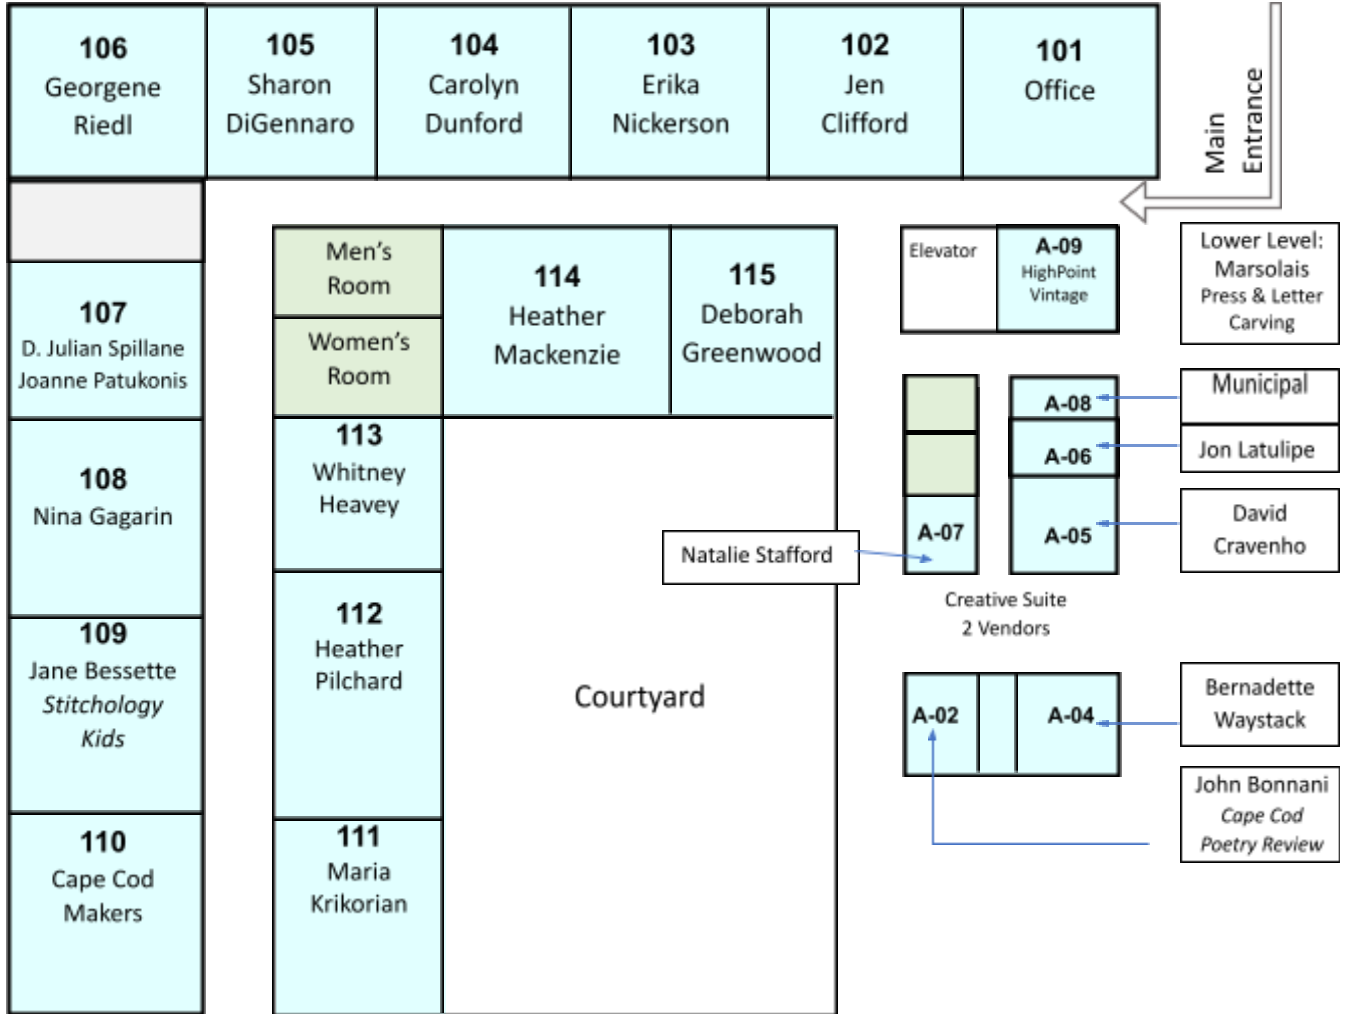 106
Georgene
Riedl
105
Sharon
DiGennaro
104
Carolyn
Dunford
103
Erika
Nickerson
102
Jen
Clifford
101
Office
Main
Entrance
Men's
Room
Women's
Room
114
Heather
Mackenzie
115
Deborah
Greenwood
Elevator
A-09
HighPoint
Vintage
Lower Level:
Marsolais
Press & Letter
Carving
107
D. Julian Spillane
Joanne Patukonis
108
Nina Gagarin
109
Jane Bessette
Stitchology
Kids
110
Cape Cod
Makers
113
Whitney
Heavey
112
Heather
Pilchard
111
Maria
Krikorian
Courtyard
Natalie Stafford
A-07
A-08
Municipal
A-06
Jon Latulipe
A-05
David
Cravenho
Creative Suite
2 Vendors
A-02
A-04
Bernadette
Waystack
John Bonnani
Cape Cod
Poetry Review